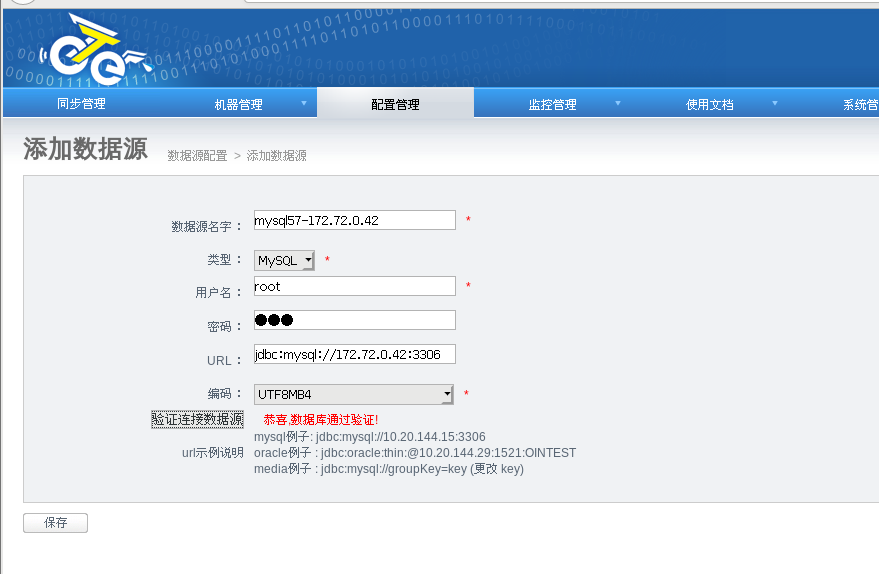 同步管理 机器管理 配置管理 监控管理 使用文档 系统管
添加数据源 数据源配置 > 添加数据源
数据源名字： mysql57-172.72.0.42 *
类型： MySQL *
用户名： root *
密码： ●●●
URL： jdbc:mysql://172.72.0.42:3306
编码： UTF8MB4 *
验证连接数据源 恭喜,数据库通过验证!
mysql例子: jdbc:mysql://10.20.144.15:3306
url示例说明 oracle例子 : jdbc:oracle:thin:@10.20.144.29:1521:OINTEST
media例子 : jdbc:mysql://groupKey=key (更改 key)
保存